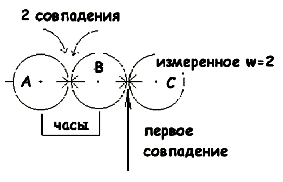 2 совпадения
A
B
C
измеренное w=2
часы
первое
совпадение